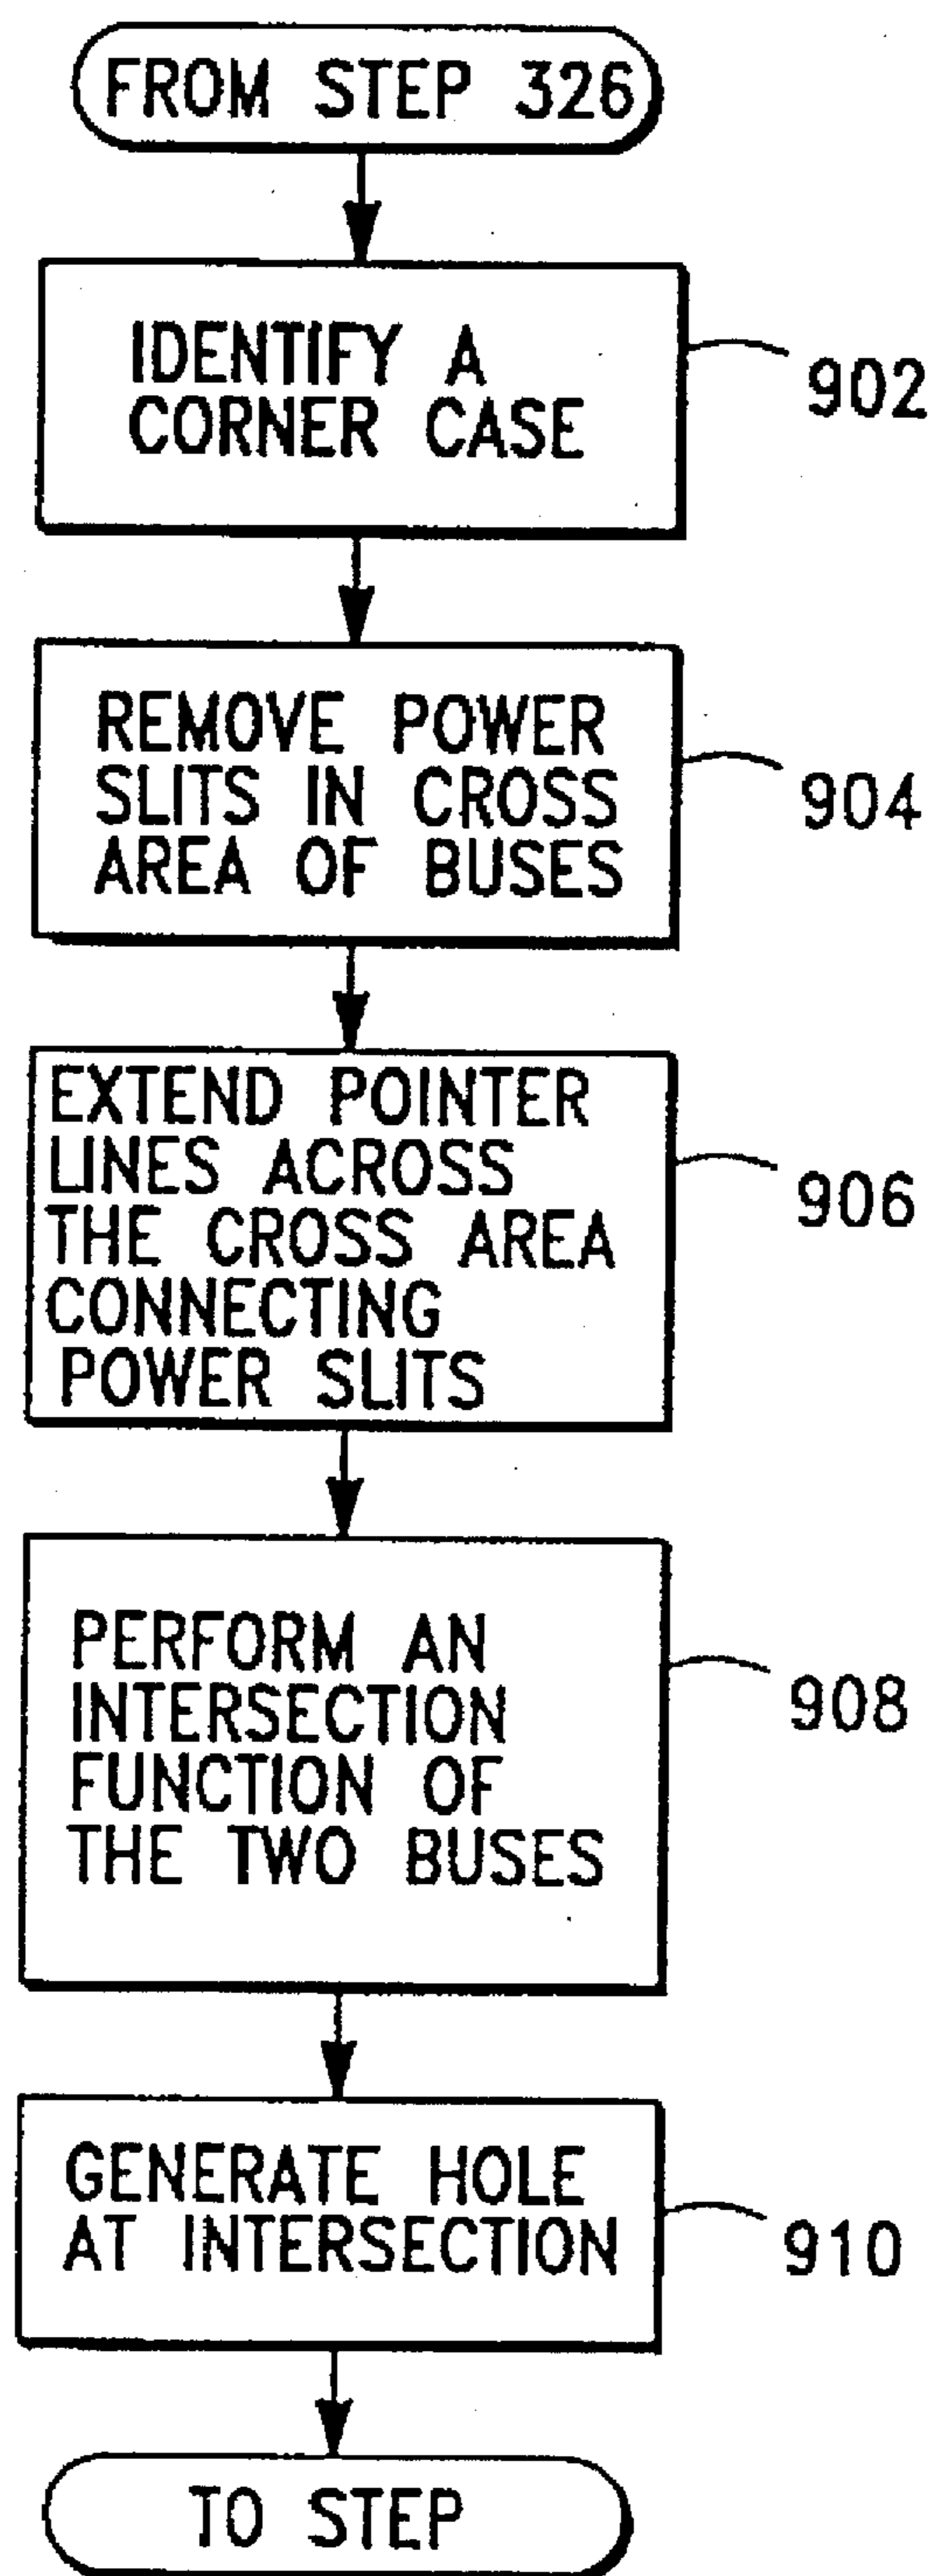 FROM STEP 326
IDENTIFY A
CORNER CASE
902
REMOVE POWER
SLITS IN CROSS
AREA OF BUSES
904
EXTEND POINTER
LINES ACROSS
THE CROSS AREA
CONNECTING
POWER SLITS
906
PERFORM AN
INTERSECTION
FUNCTION OF
THE TWO BUSES
908
GENERATE HOLE
AT INTERSECTION
910
TO STEP